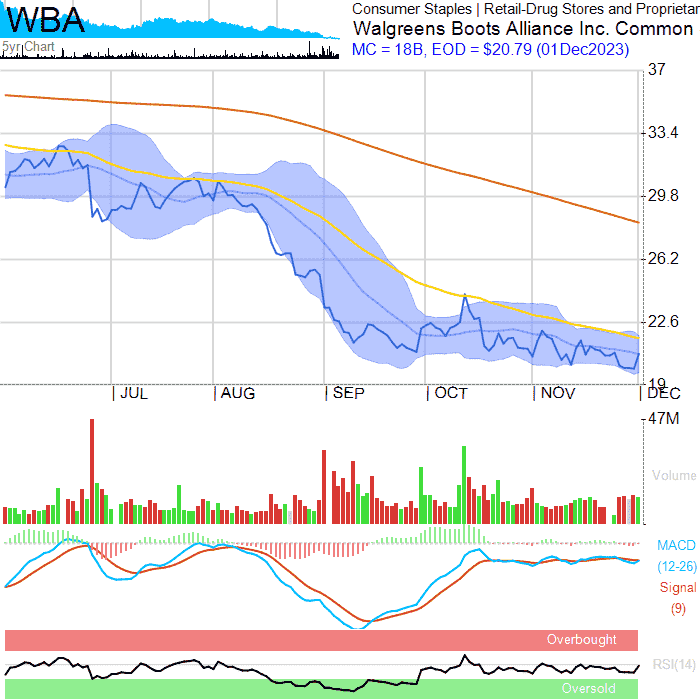 WBA
5yr Chart
Consumer Staples | Retail-Drug Stores and Proprietar
Walgreens Boots Alliance Inc. Common
MC = 18B, EOD = $20.79 (01Dec2023)
37
33.4
29.8
26.2
22.6
19
JUL AUG SEP OCT NOV DEC
47M
Volume
MACD
(12-26)
Signal
(9)
Overbought
RSI(14)
Oversold